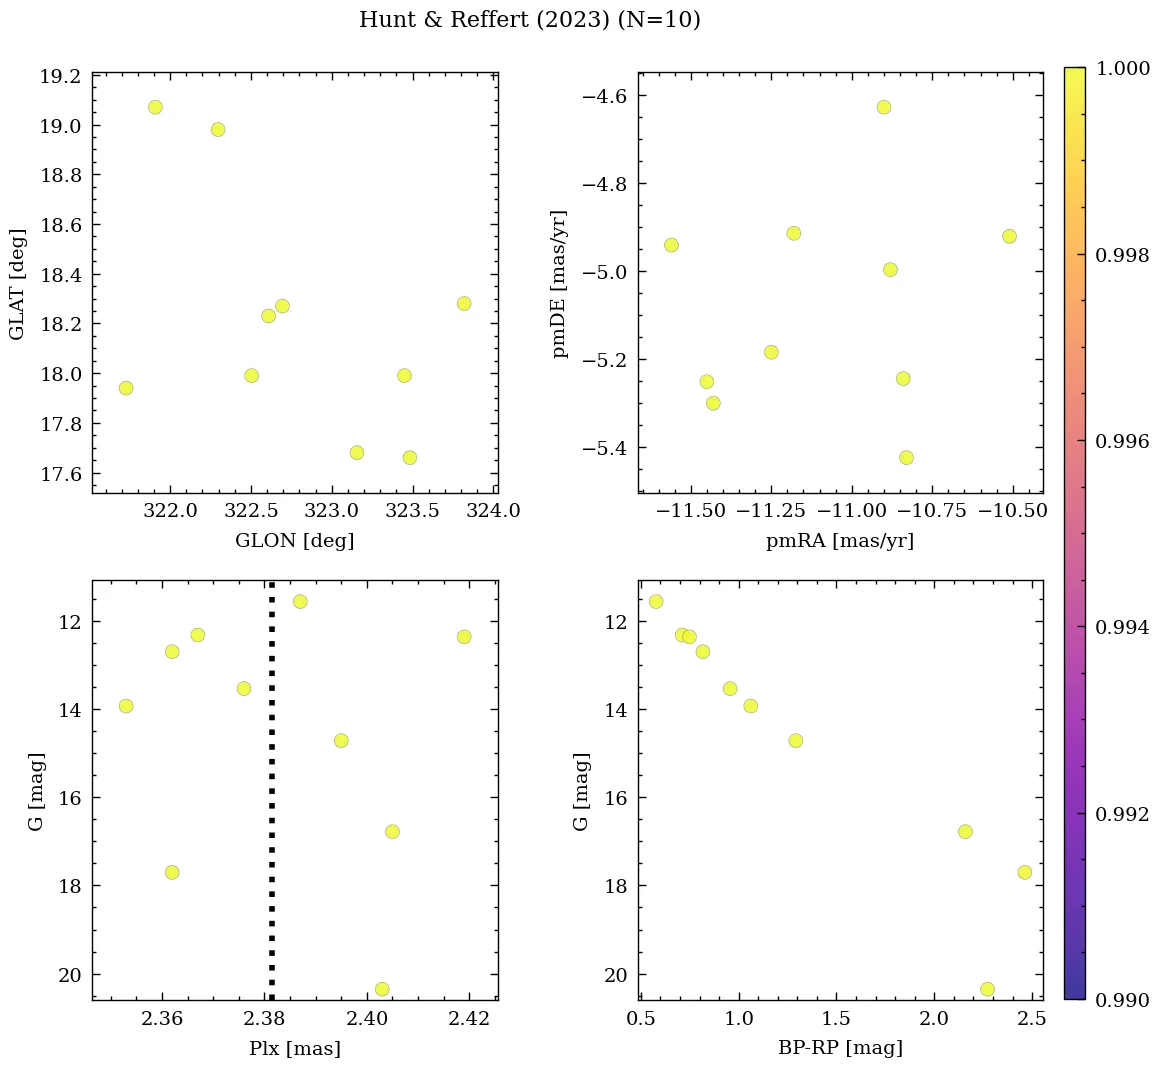 Hunt & Reffert (2023) (N=10)
19.2
19.0
18.8
18.6
18.4
18.2
18.0
17.8
17.6
GLAT [deg]
322.0 322.5 323.0 323.5 324.0
GLON [deg]
−4.6
−4.8
−5.0
−5.2
−5.4
pmDE [mas/yr]
−11.50 −11.25 −11.00 −10.75 −10.50
pmRA [mas/yr]
12
14
16
18
20
G [mag]
2.36 2.38 2.40 2.42
Plx [mas]
12
14
16
18
20
G [mag]
0.5 1.0 1.5 2.0 2.5
BP-RP [mag]
1.000
0.998
0.996
0.994
0.992
0.990